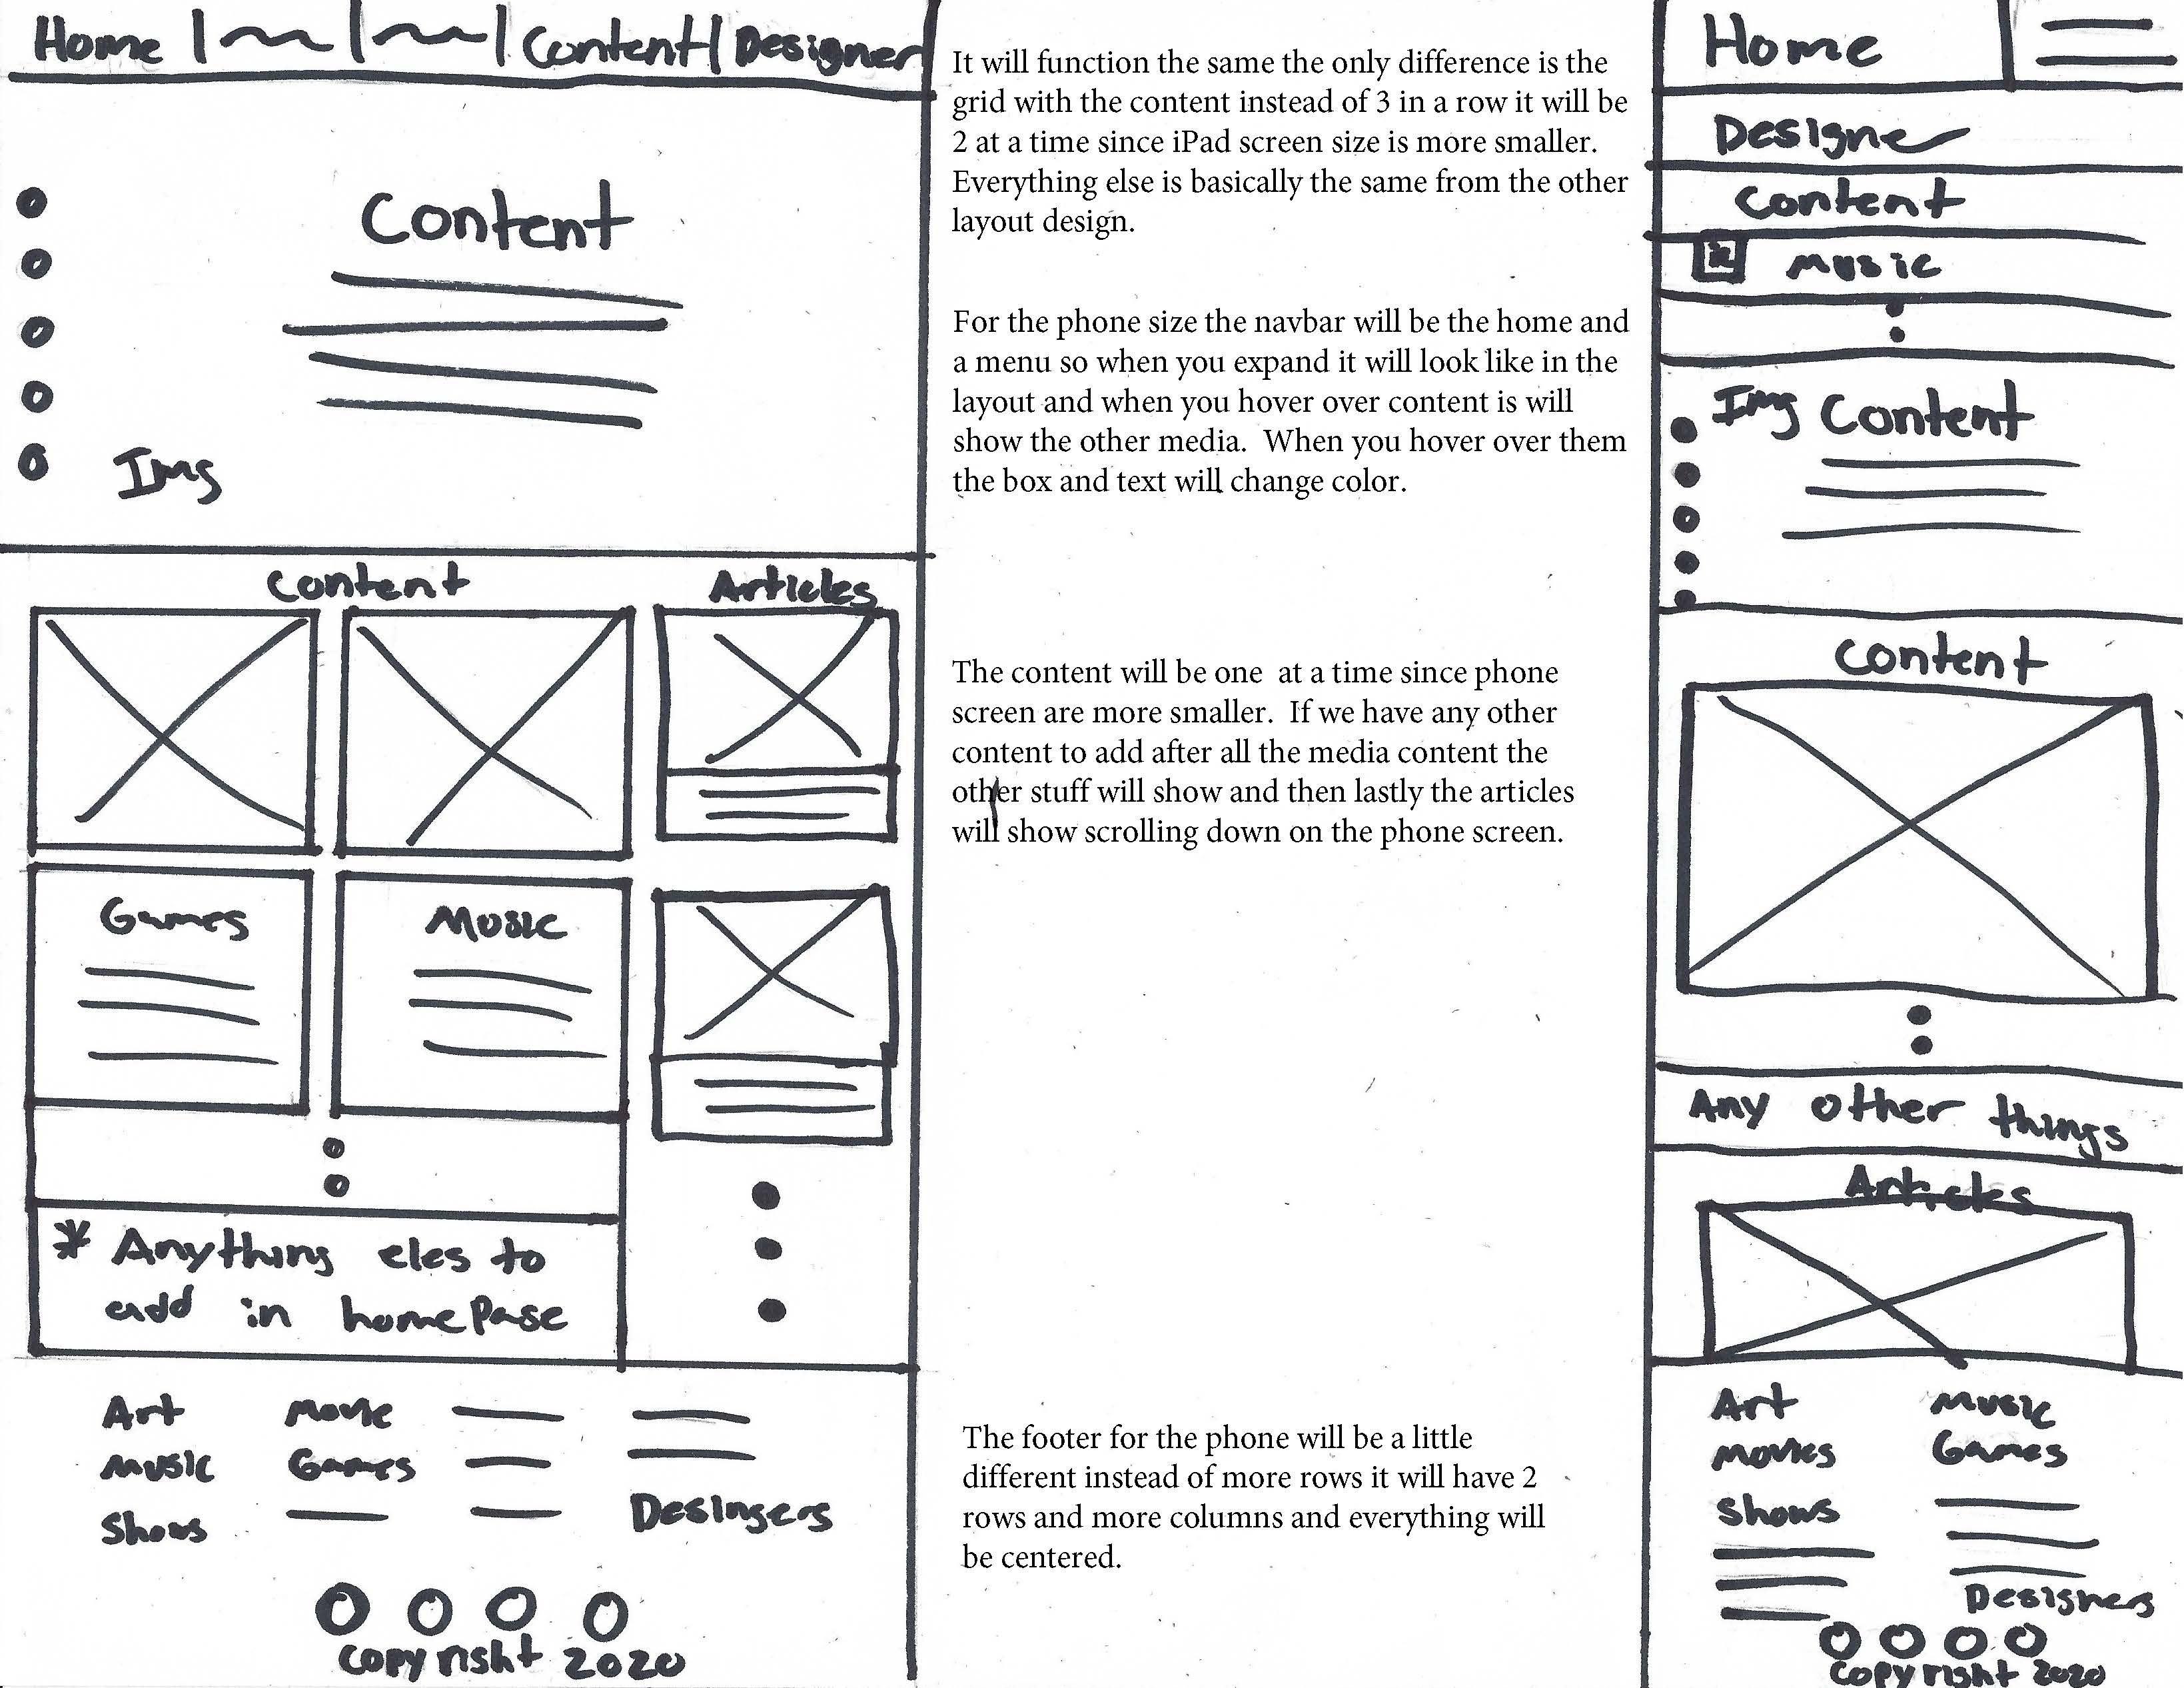 Home
Content
Designer
Content
Img
Content
Articles
Games
Music
* Anything eles to
add in homepage
Art
Movie
Music
Games
Shows
Desingers
Copyright 2020
It will function the same the only difference is the
grid with the content instead of 3 in a row it will be
2 at a time since iPad screen size is more smaller.
Everything else is basically the same from the other
layout design.
For the phone size the navbar will be the home and
a menu so when you expand it will look like in the
layout and when you hover over content is will
show the other media. When you hover over them
the box and text will change color.
The content will be one at a time since phone
screen are more smaller. If we have any other
content to add after all the media content the
other stuff will show and then lastly the articles
will show scrolling down on the phone screen.
The footer for the phone will be a little
different instead of more rows it will have 2
rows and more columns and everything will
be centered.
Home
Designer
Content
Music
Img Content
Content
Any other things
Articles
Art
Music
Movies
Games
Shows
Designers
Copyright 2020